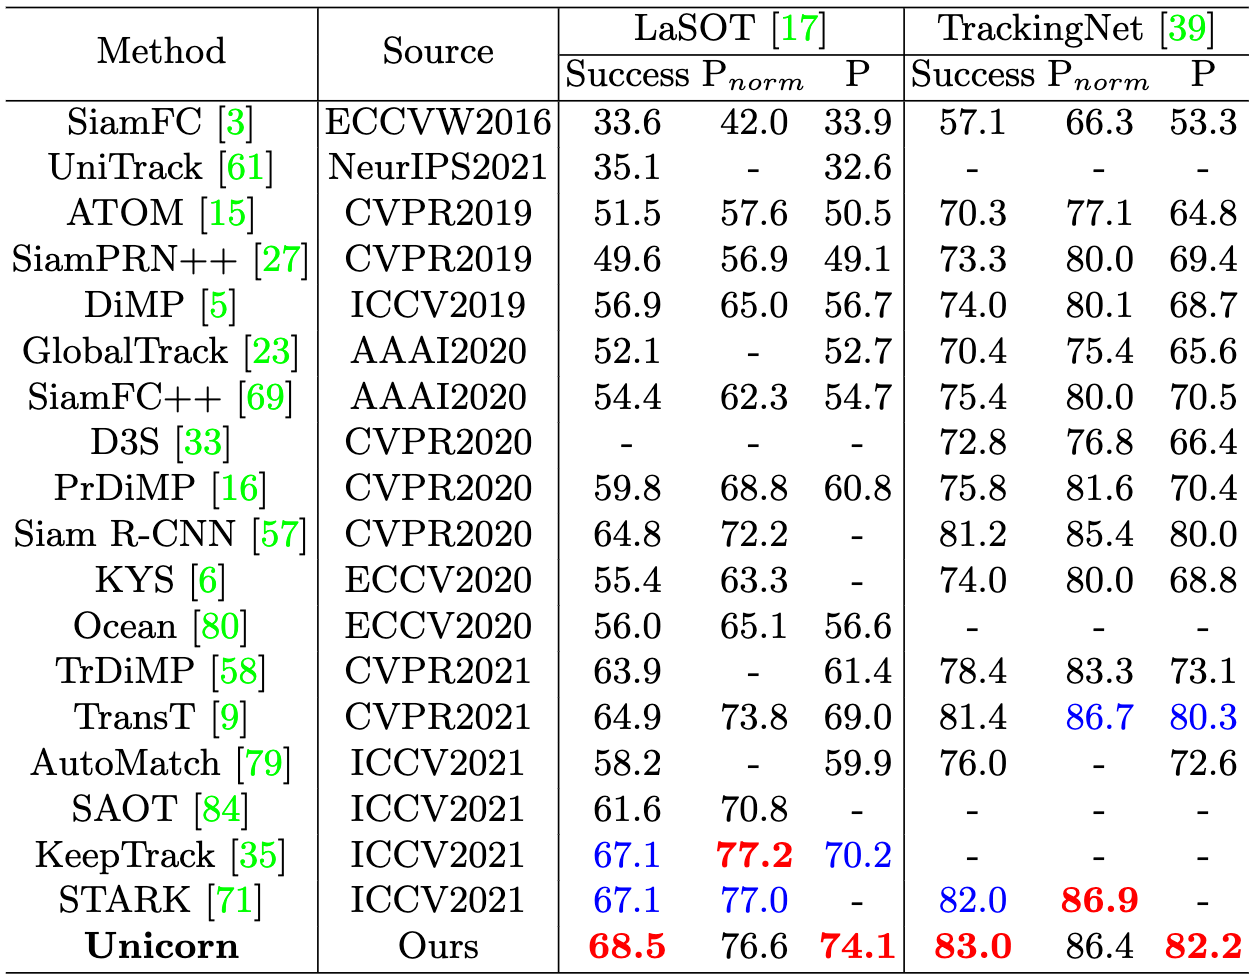 Method Source LaSOT [17] TrackingNet [39]
Success P_norm P Success P_norm P
SiamFC [3] ECCVW2016 33.6 42.0 33.9 57.1 66.3 53.3
UniTrack [61] NeurIPS2021 35.1 - 32.6 - - -
ATOM [15] CVPR2019 51.5 57.6 50.5 70.3 77.1 64.8
SiamPRN++ [27] CVPR2019 49.6 56.9 49.1 73.3 80.0 69.4
DiMP [5] ICCV2019 56.9 65.0 56.7 74.0 80.1 68.7
GlobalTrack [23] AAAI2020 52.1 - 52.7 70.4 75.4 65.6
SiamFC++ [69] AAAI2020 54.4 62.3 54.7 75.4 80.0 70.5
D3S [33] CVPR2020 - - - 72.8 76.8 66.4
PrDiMP [16] CVPR2020 59.8 68.8 60.8 75.8 81.6 70.4
Siam R-CNN [57] CVPR2020 64.8 72.2 - 81.2 85.4 80.0
KYS [6] ECCV2020 55.4 63.3 - 74.0 80.0 68.8
Ocean [80] ECCV2020 56.0 65.1 56.6 - - -
TrDiMP [58] CVPR2021 63.9 - 61.4 78.4 83.3 73.1
TransT [9] CVPR2021 64.9 73.8 69.0 81.4 86.7 80.3
AutoMatch [79] ICCV2021 58.2 - 59.9 76.0 - 72.6
SAOT [84] ICCV2021 61.6 70.8 - - - -
KeepTrack [35] ICCV2021 67.1 77.2 70.2 - - -
STARK [71] ICCV2021 67.1 77.0 - 82.0 86.9 -
Unicorn Ours 68.5 76.6 74.1 83.0 86.4 82.2